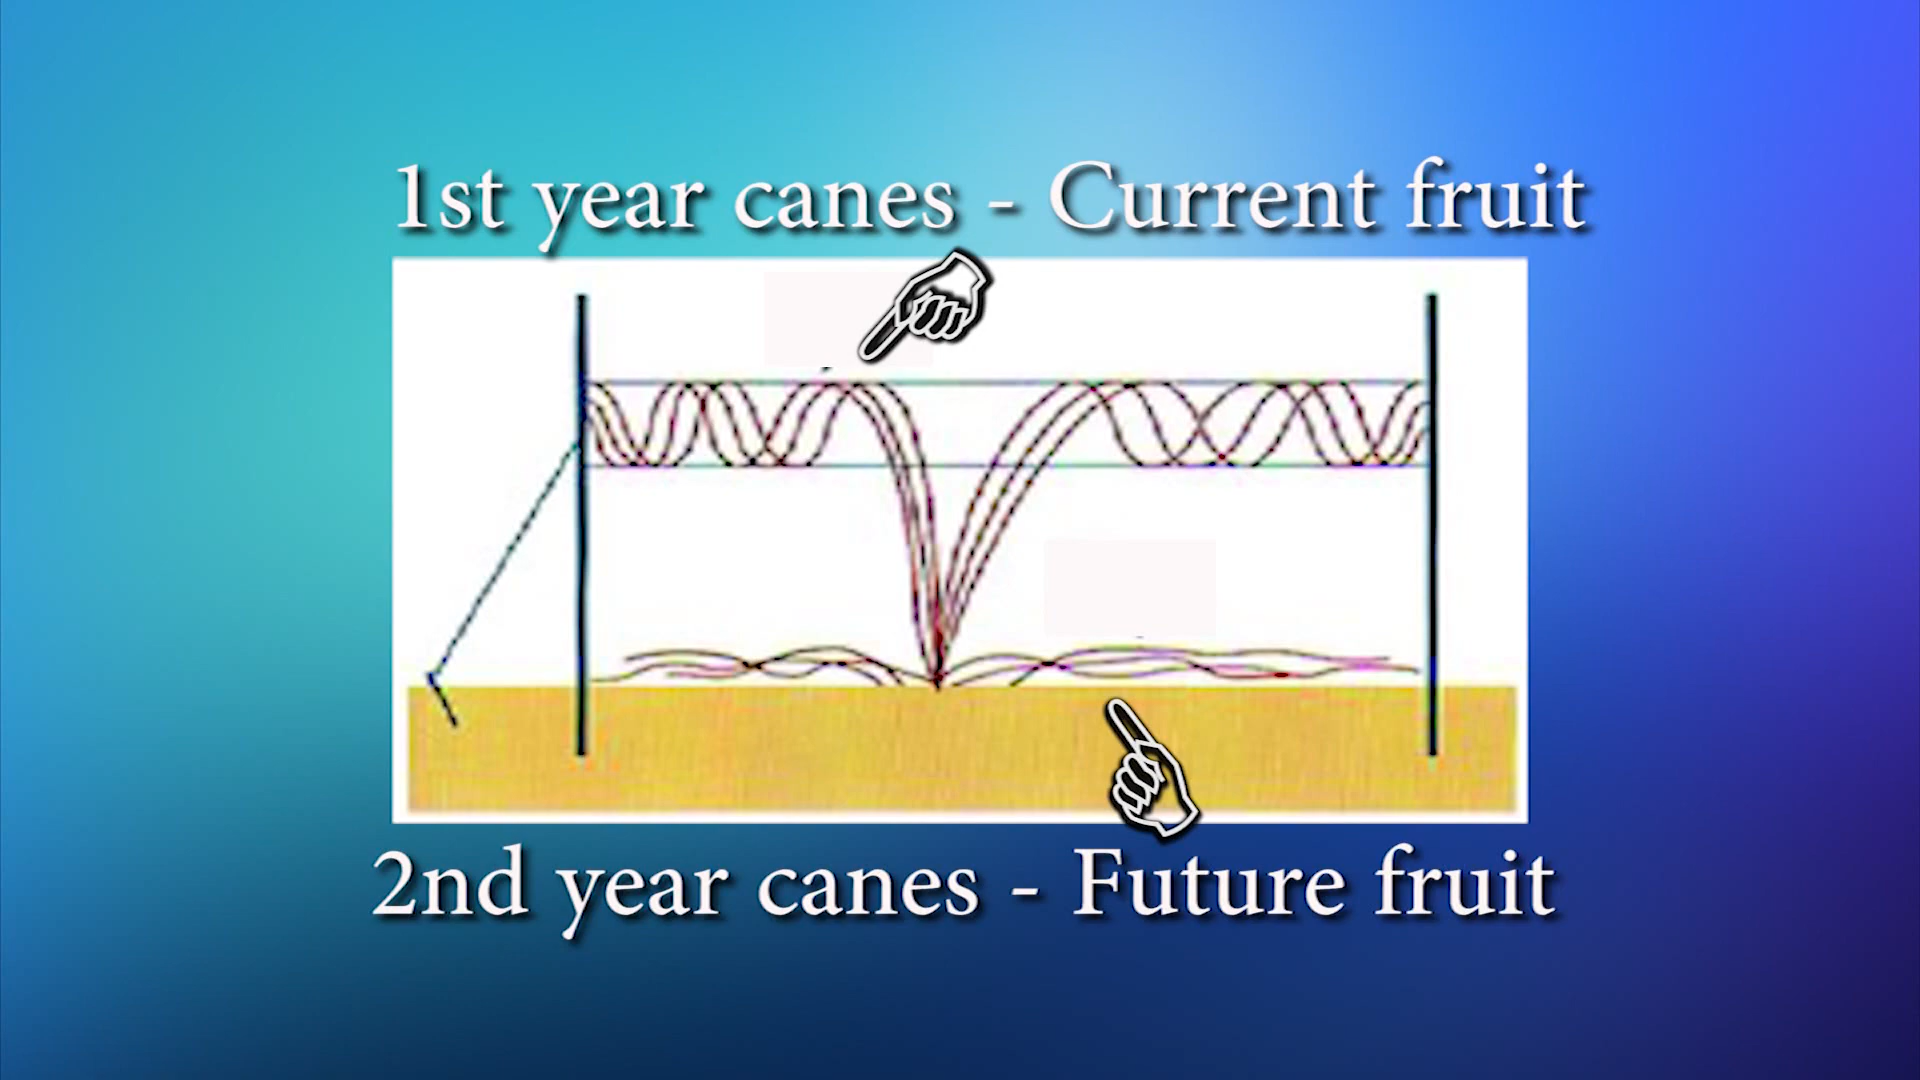 1st year canes - Current fruit
2nd year canes - Future fruit